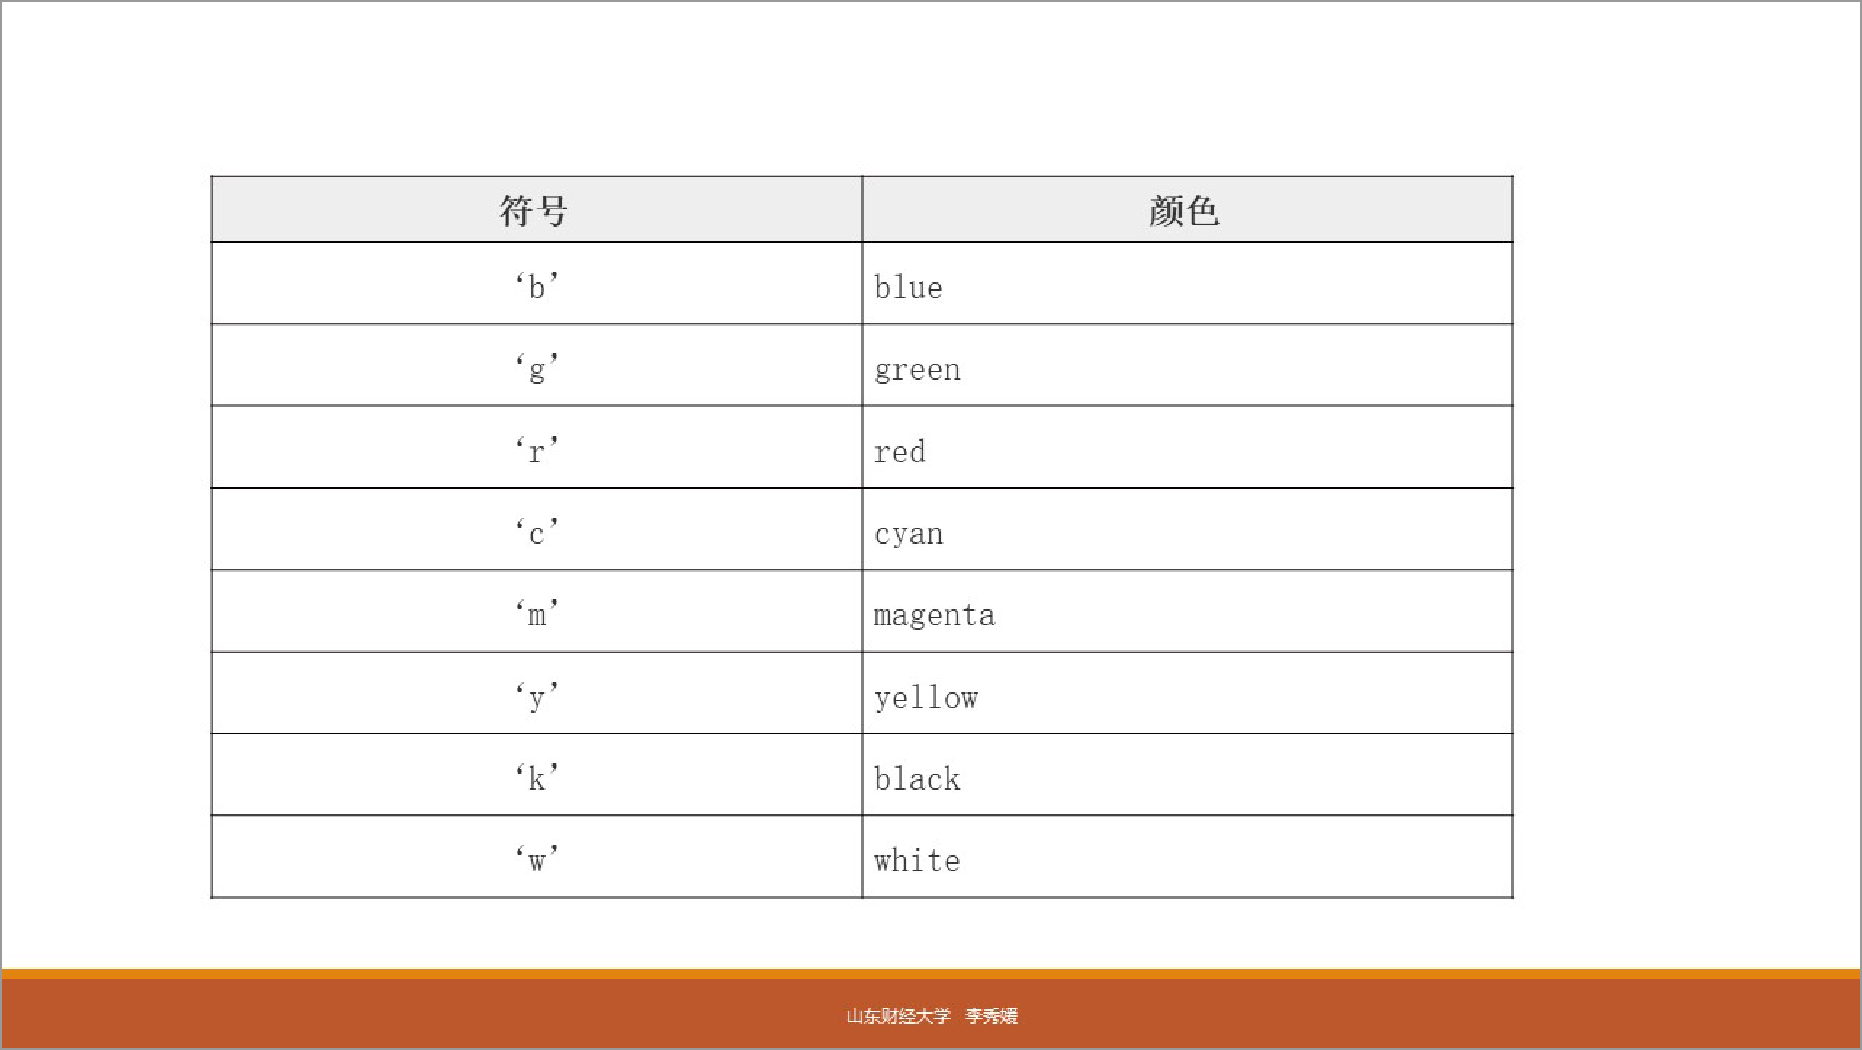 符号 颜色
‘b’ blue
‘g’ green
‘r’ red
‘c’ cyan
‘m’ magenta
‘y’ yellow
‘k’ black
‘w’ white
山东财经大学 李秀媛